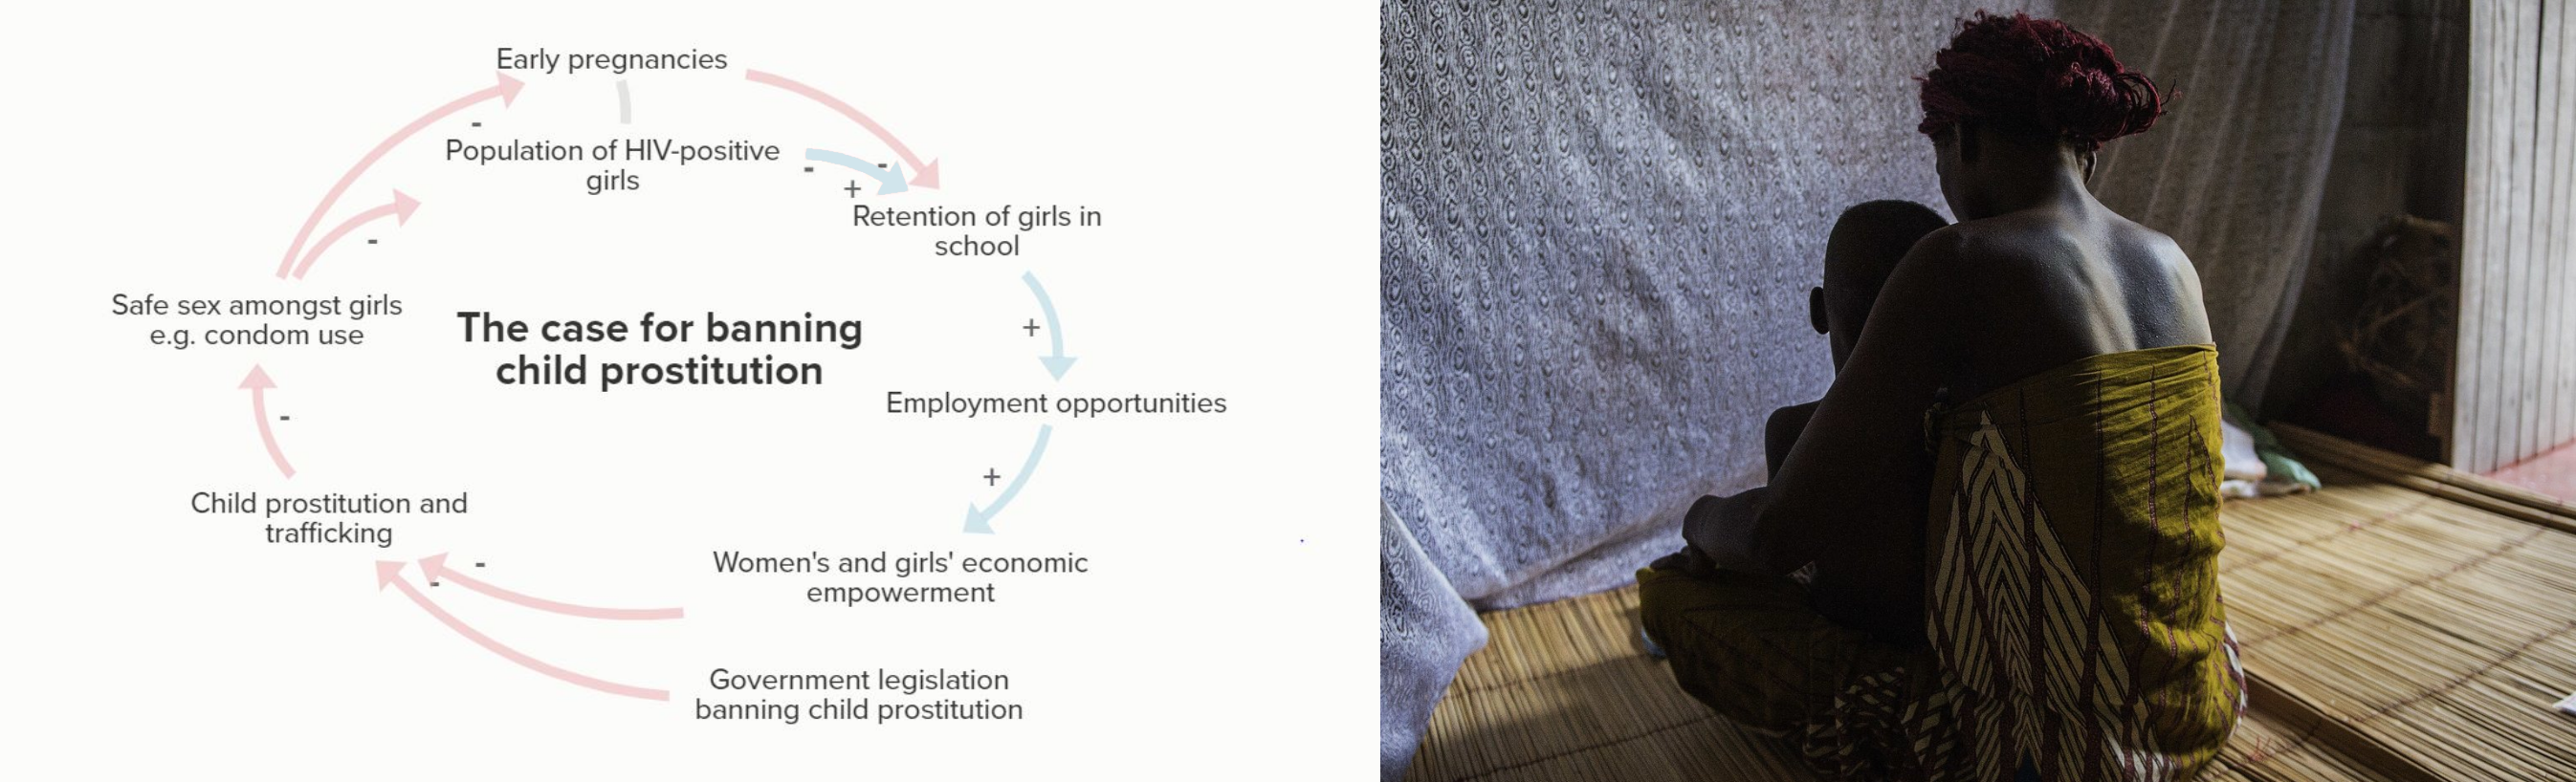 Early pregnancies
-
Population of HIV-positive
girls
-
-
+
Retention of girls in
school
-
Safe sex amongst girls
e.g. condom use
The case for banning
child prostitution
+
Employment opportunities
-
+
Child prostitution and
trafficking
-
-
Women's and girls' economic
empowerment
Government legislation
banning child prostitution